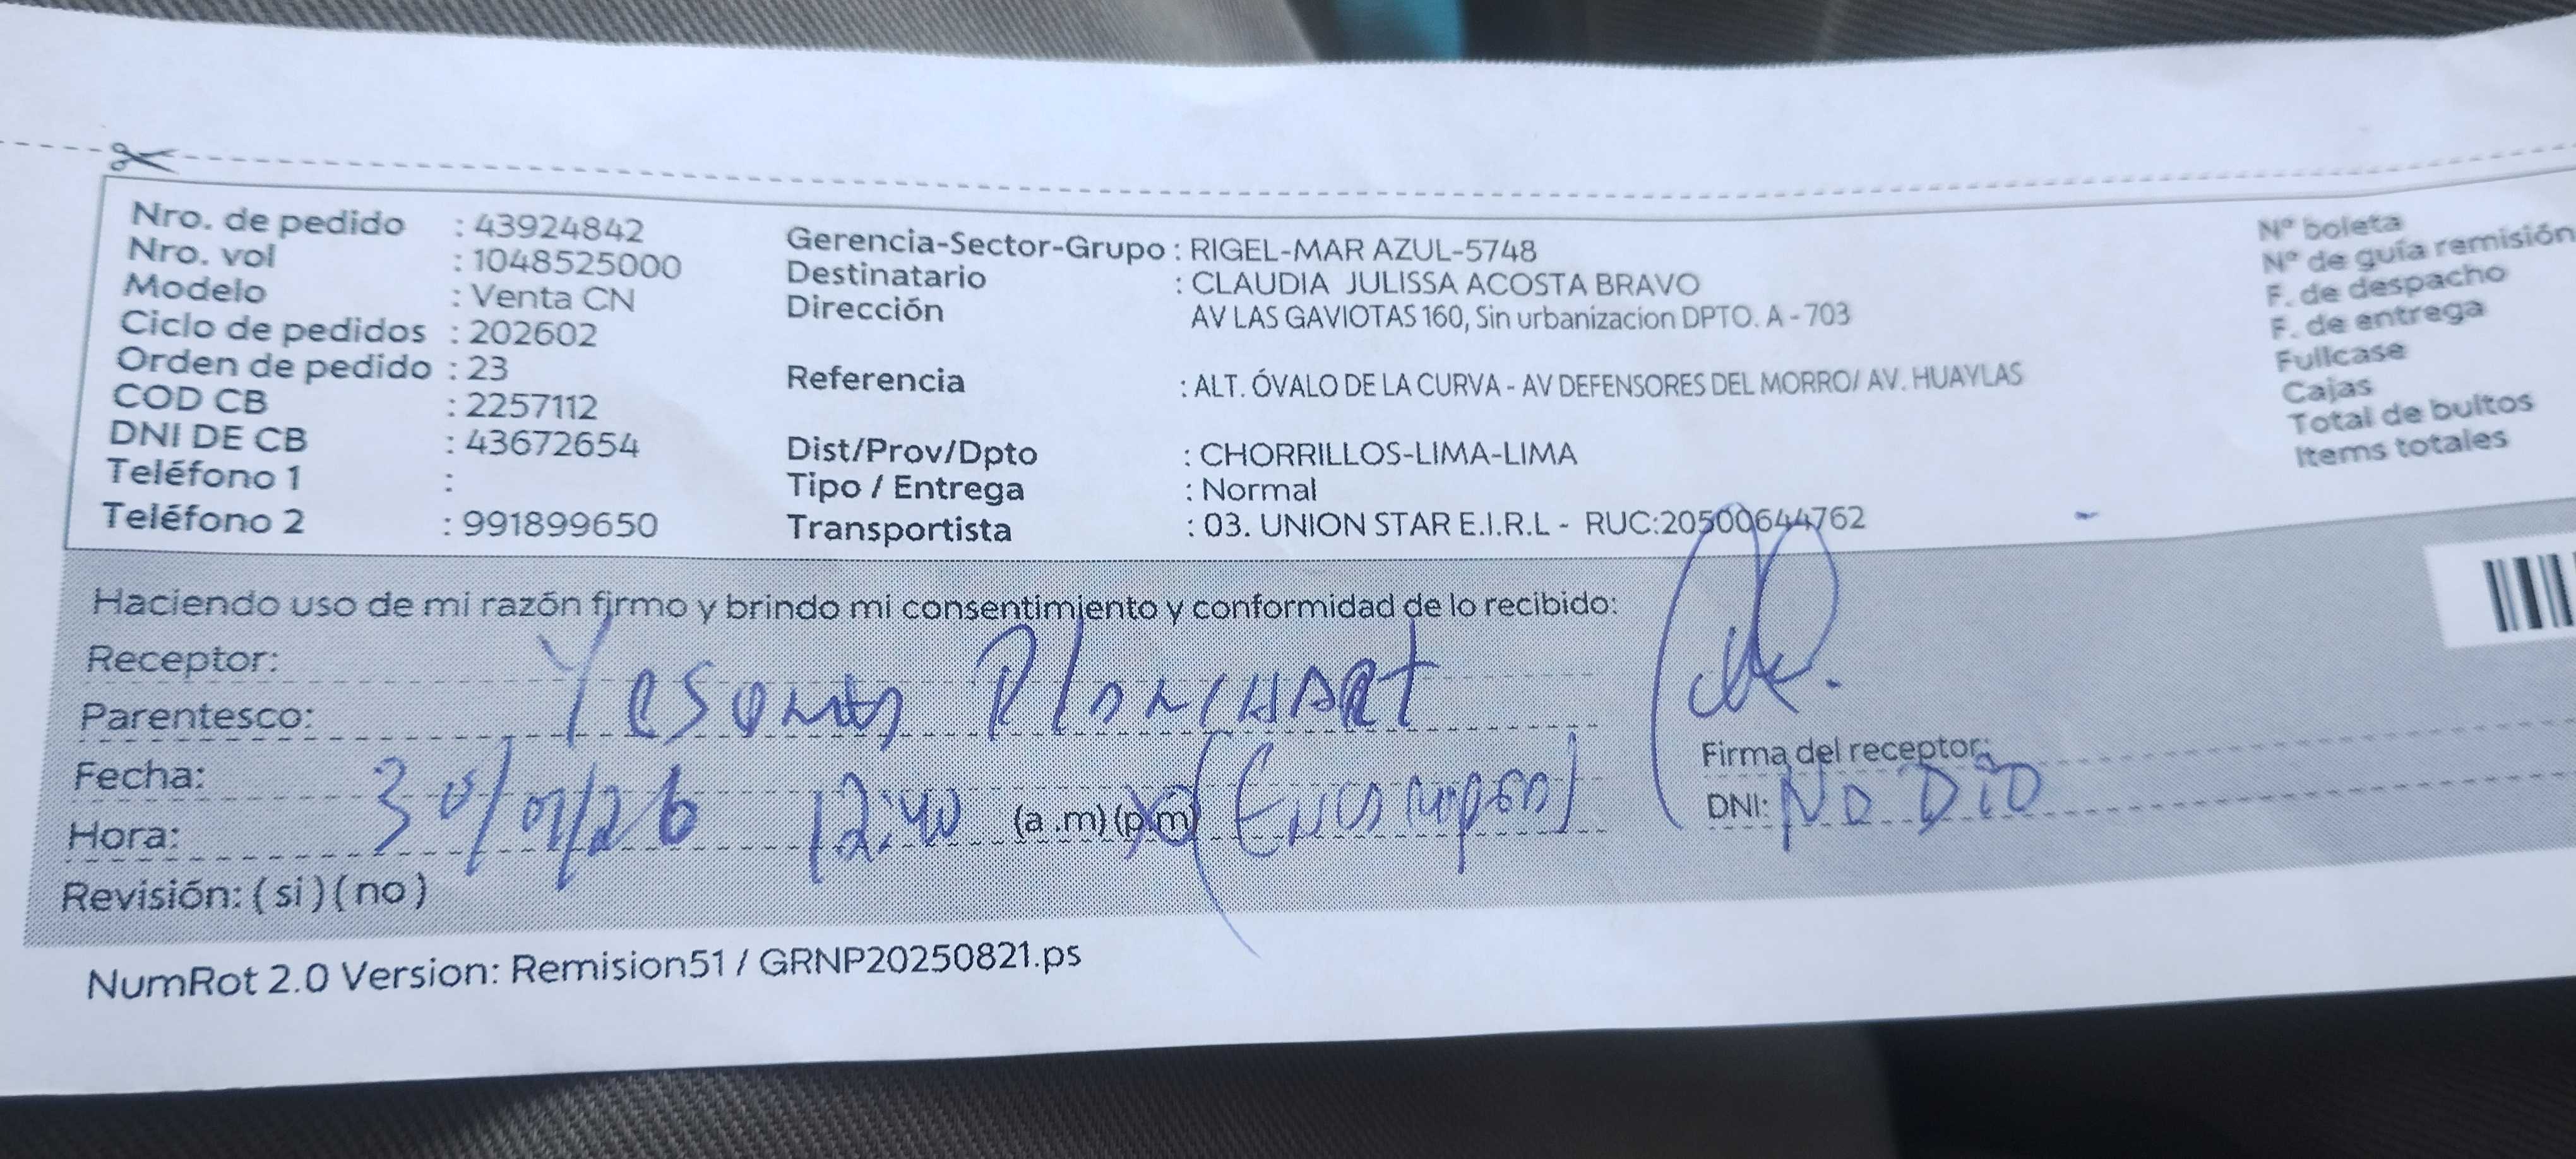 Nro. de pedido : 43924842
Nro. vol : 1048525000
Modelo : Venta CN
Ciclo de pedidos : 202602
Orden de pedido : 23
COD CB : 2257112
DNI DE CB : 43672654
Teléfono 1 :
Teléfono 2 : 991899650
Gerencia-Sector-Grupo : RIGEL-MAR AZUL-5748
Destinatario : CLAUDIA JULISSA ACOSTA BRAVO
Dirección AV LAS GAVIOTAS 160, Sin urbanizacion DPTO. A - 703
Referencia : ALT. ÓVALO DE LA CURVA - AV DEFENSORES DEL MORRO/ AV. HUAYLAS
Dist/Prov/Dpto : CHORRILLOS-LIMA-LIMA
Tipo / Entrega : Normal
Transportista : 03. UNION STAR E.I.R.L - RUC:20500644762
Nº boleta
Nº de guía remisión
F. de despacho
F. de entrega
Fullcase
Cajas
Total de bultos
Items totales
Haciendo uso de mi razón firmo y brindo mi consentimiento y conformidad de lo recibido:
Receptor:
Parentesco:
Fecha: 30/01/26
Hora: 12:40 (a .m) (p.m)
Revisión: ( si ) ( no )
Firma del receptor:
DNI: NO DIO
NumRot 2.0 Version: Remision51 / GRNP20250821.ps